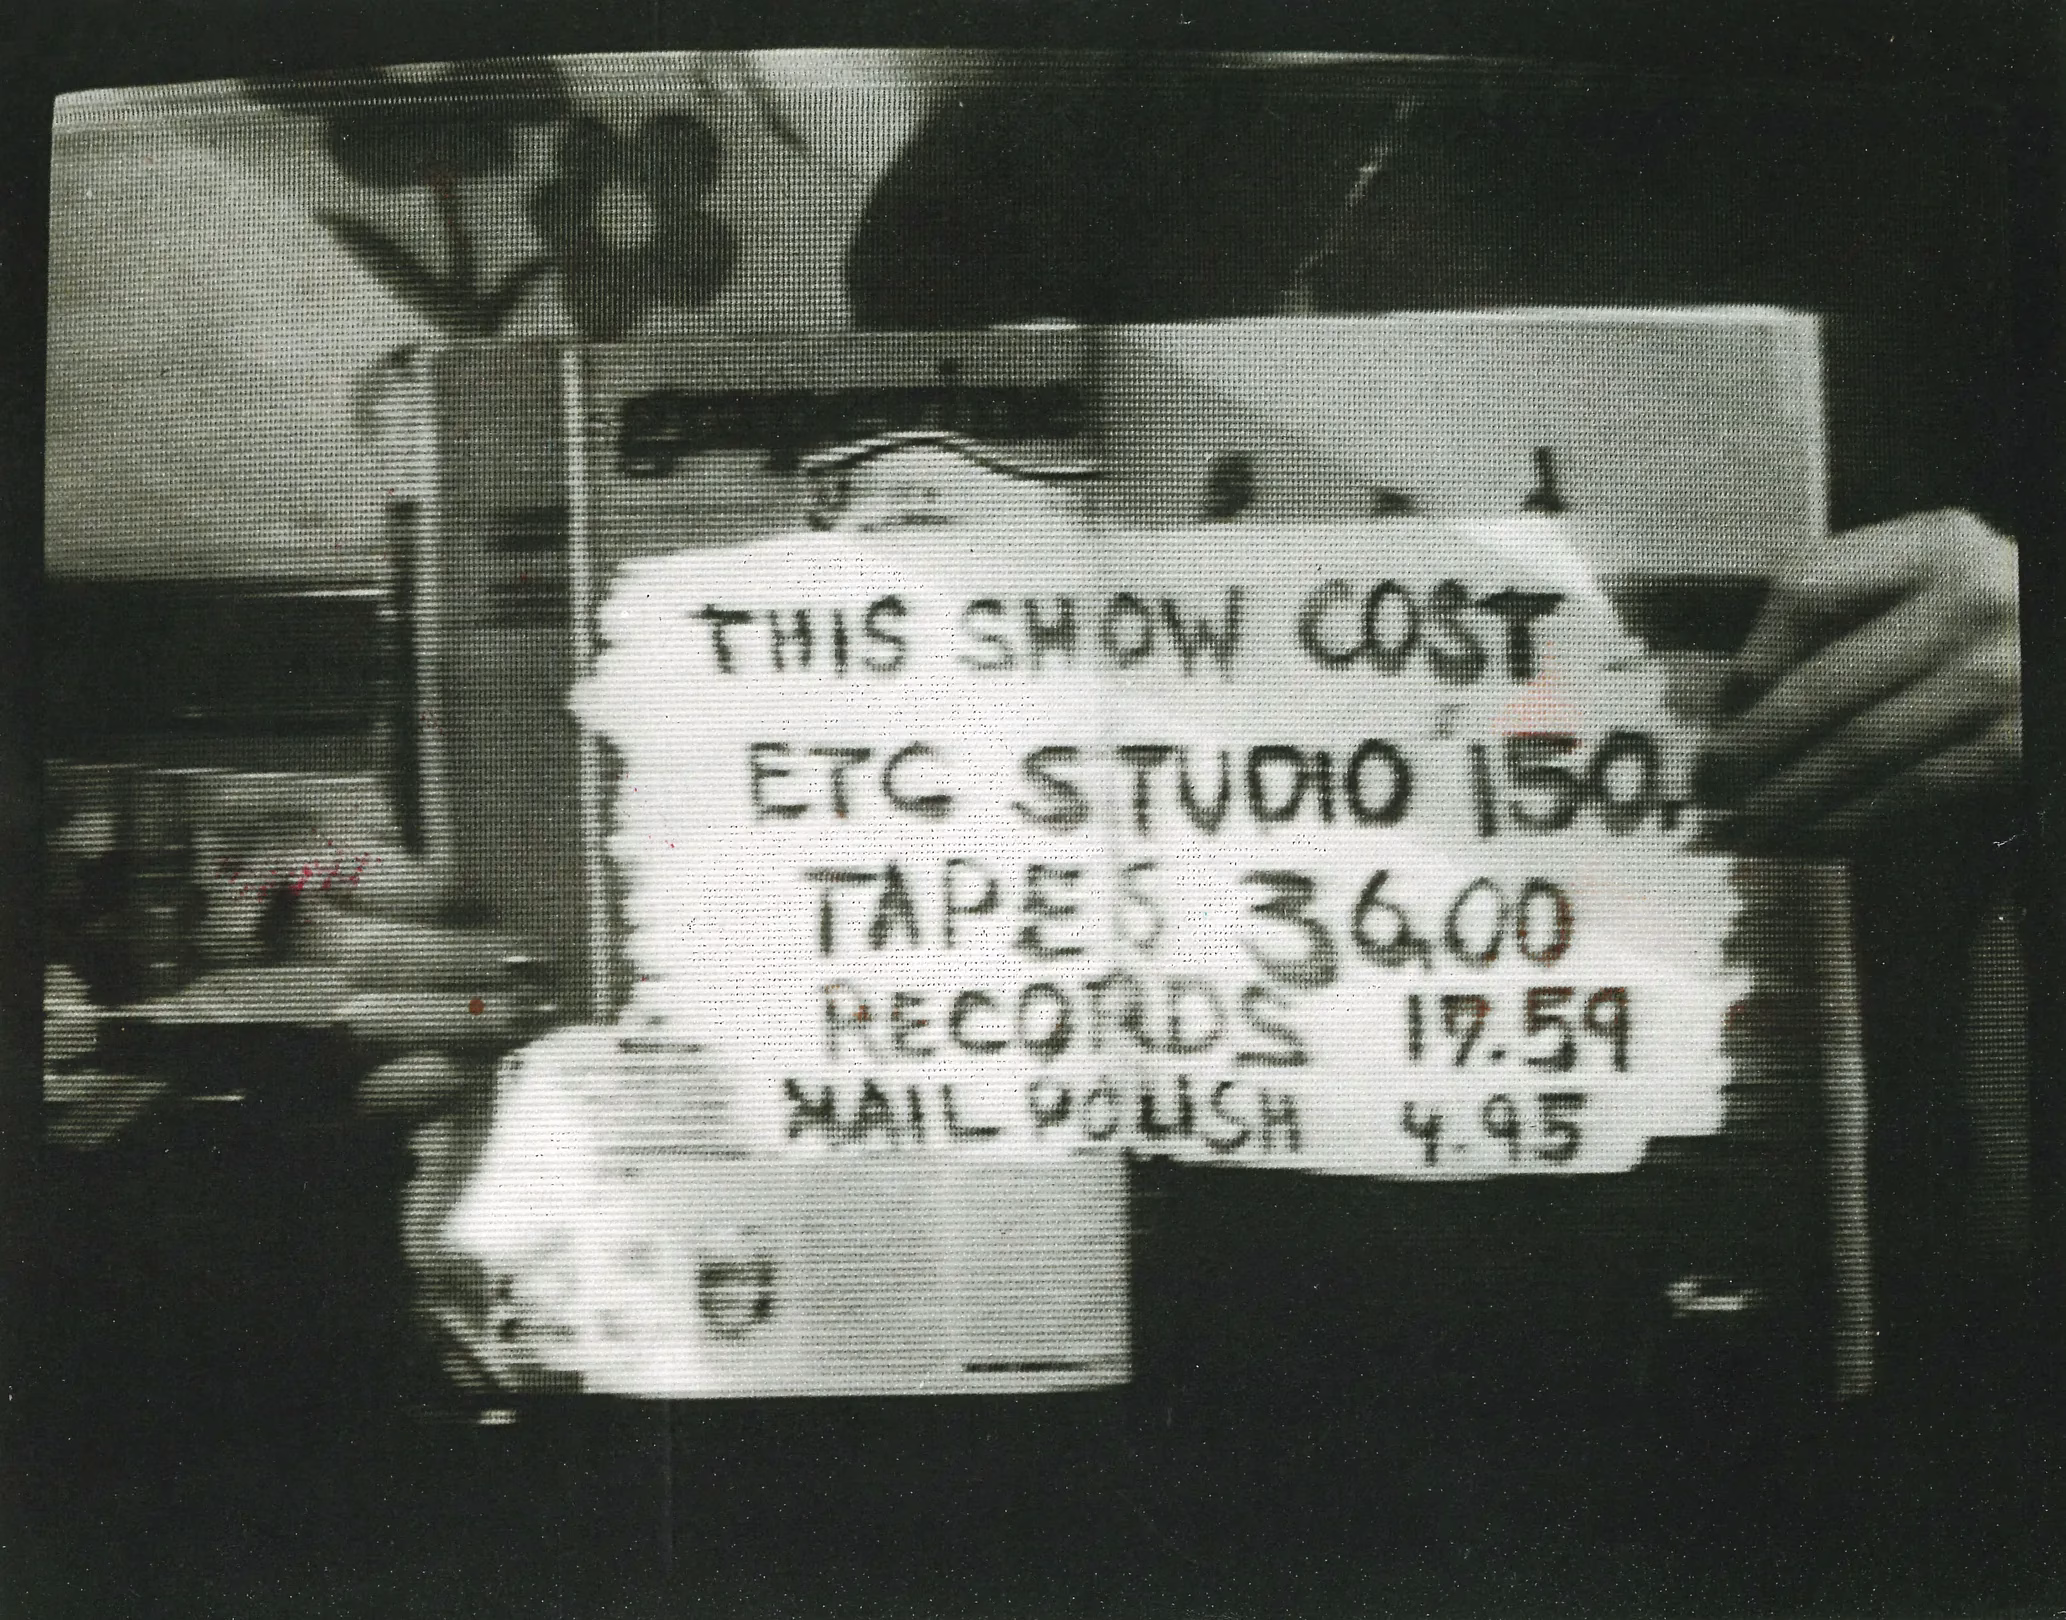 THIS SHOW COST
ETC STUDIO 150.
TAPES 36.00
RECORDS 17.59
NAIL POLISH 4.95